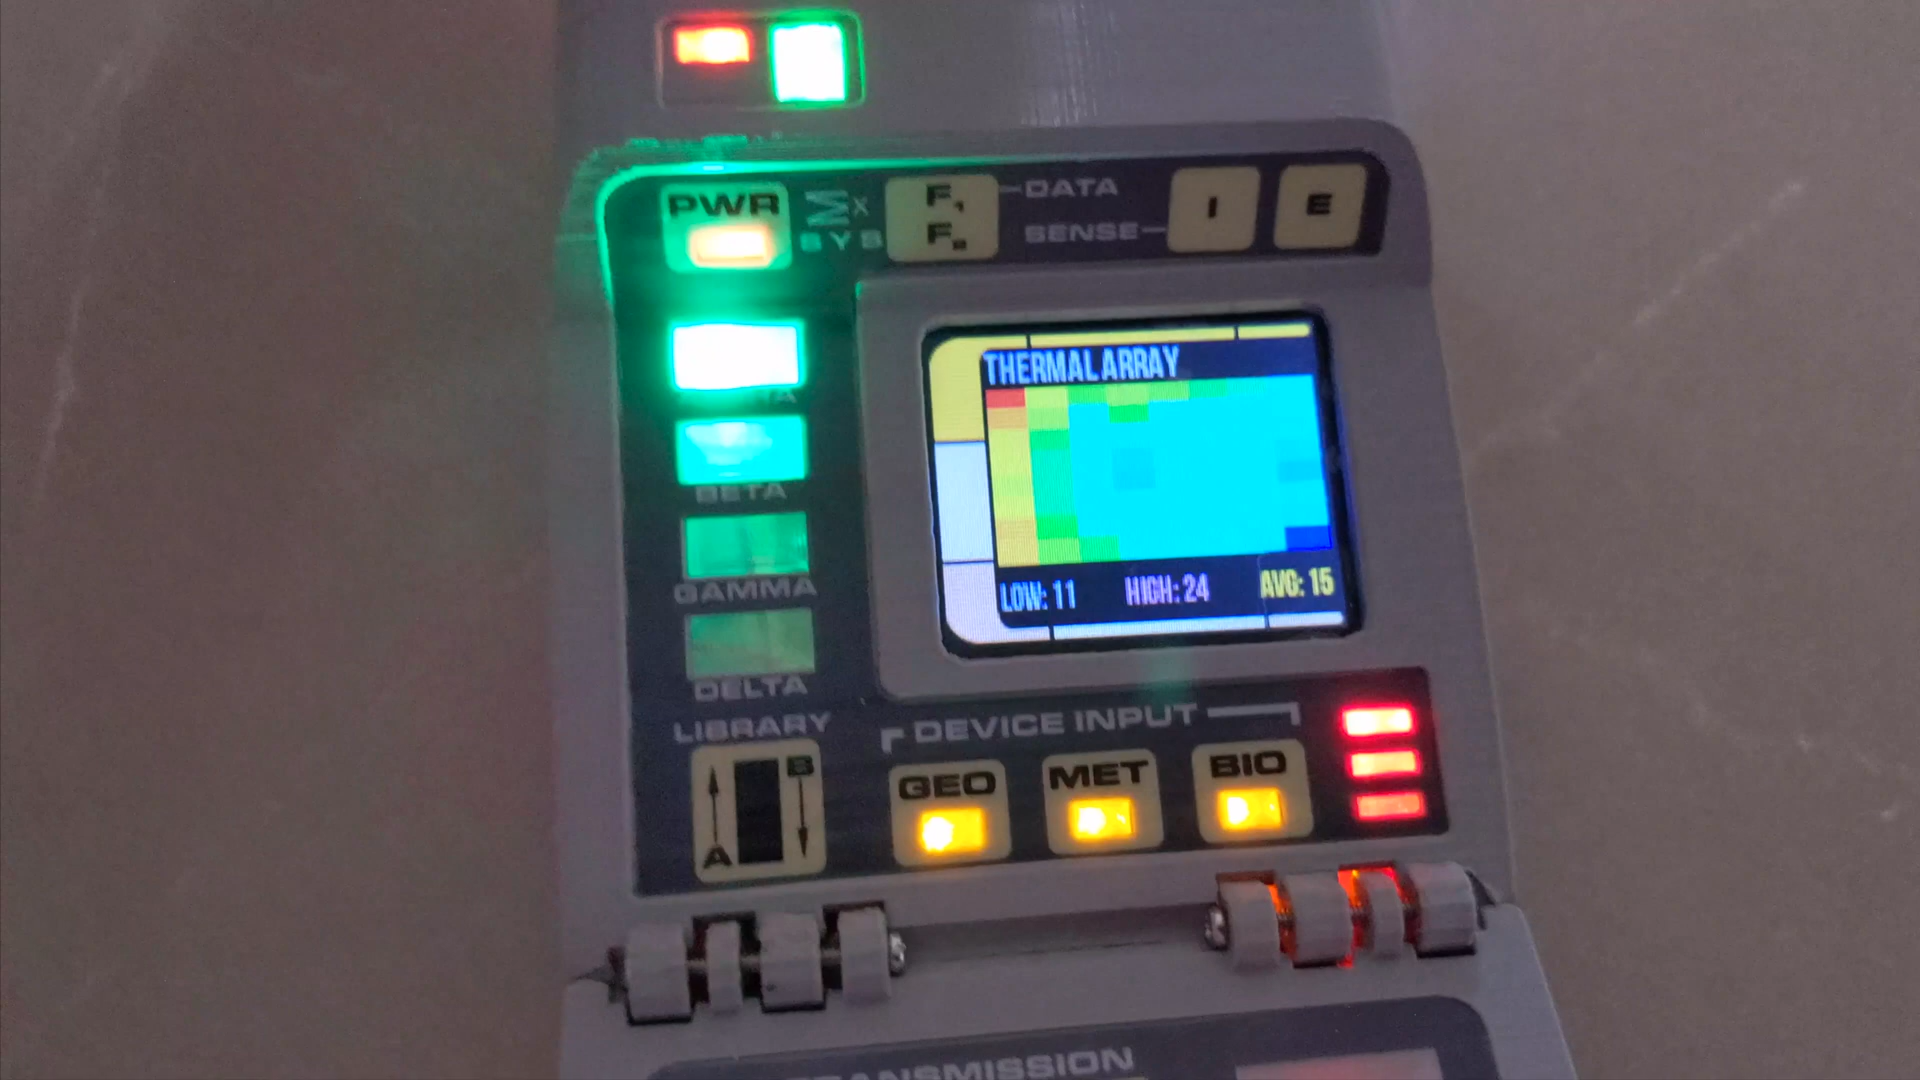 PWR
SYS
F1
F2
DATA
SENSE
I
E
THERMAL ARRAY
LOW: 11
HIGH: 24
AVG: 15
BETA
GAMMA
DELTA
LIBRARY
A
B
DEVICE INPUT
GEO
MET
BIO